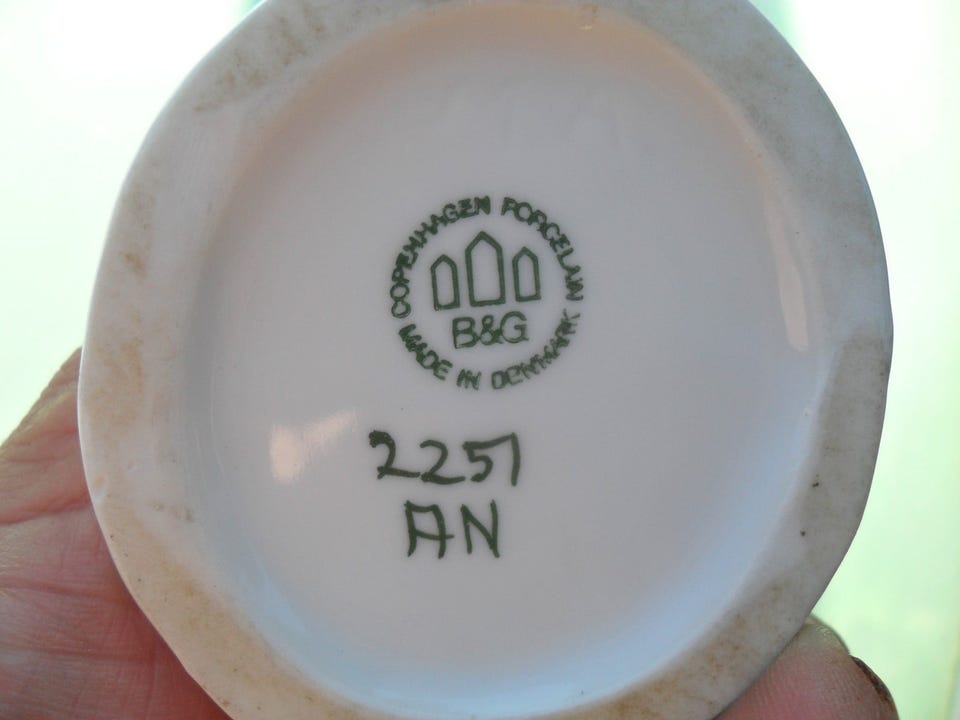 COPENHAGEN PORCELAIN
B&G
MADE IN DENMARK
2251
AN